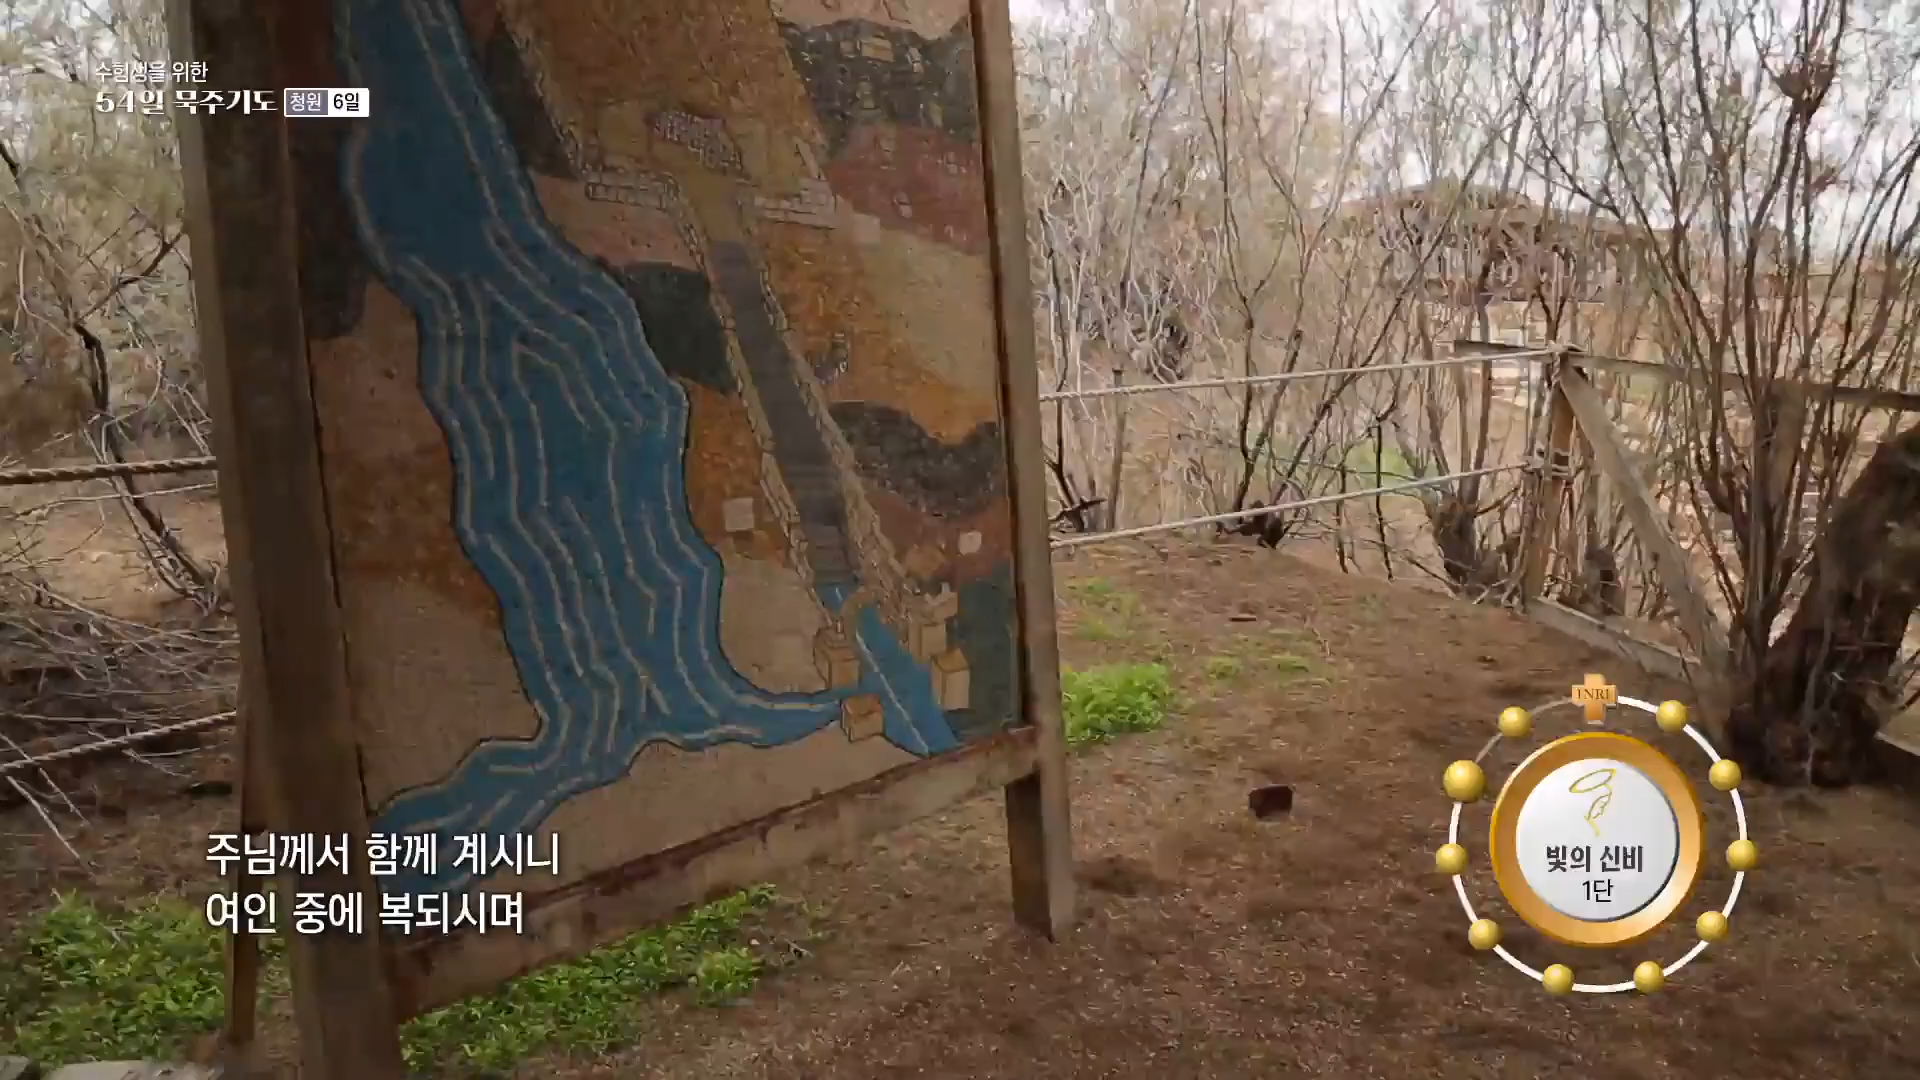 수험생을 위한
54일 묵주기도 청원 6일
INRI
빛의 신비
1단
주님께서 함께 계시니
여인 중에 복되시며